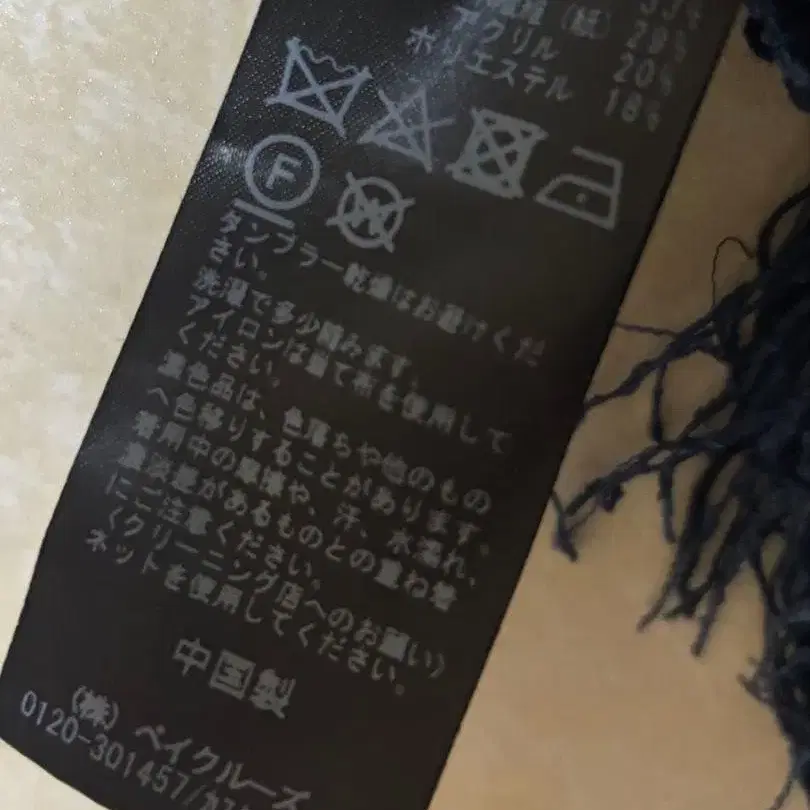 (紙) 29%
アクリル 20%
ポリエステル 18%
F
W
タンブラー乾燥はお避けくだ
さい。
洗濯で多少縮みます。
アイロンは当て布を使用して
ください。
濃色品は、色落ちや他のもの
へ色移りすることがあります。
着用中の摩擦や、汗、水濡れ、
濃淡差があるものとの重ね着
にご注意ください。
〈クリーニング店へのお願い〉
ネットを使用してください。
中国製
(株) ベイクルーズ
0120-301457/カス